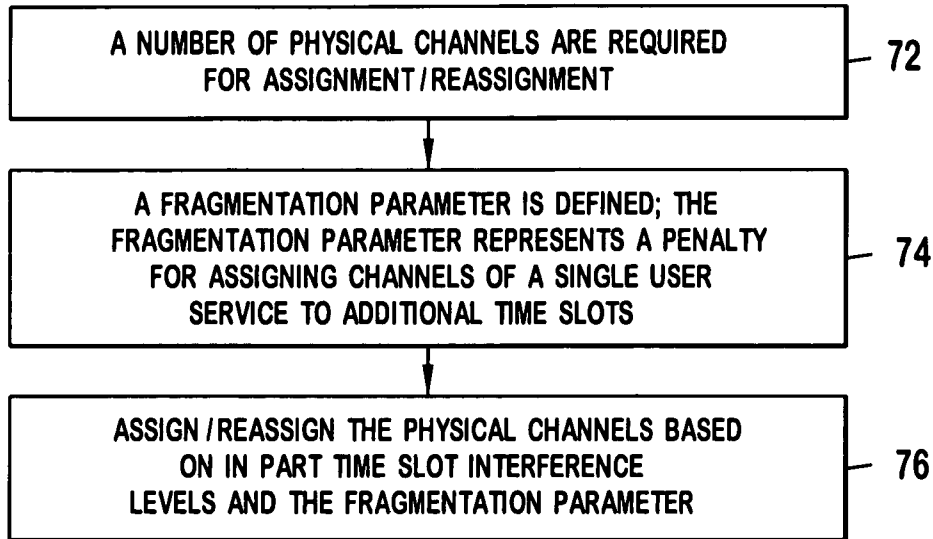 A NUMBER OF PHYSICAL CHANNELS ARE REQUIRED
FOR ASSIGNMENT/REASSIGNMENT
72
A FRAGMENTATION PARAMETER IS DEFINED; THE
FRAGMENTATION PARAMETER REPRESENTS A PENALTY
FOR ASSIGNING CHANNELS OF A SINGLE USER
SERVICE TO ADDITIONAL TIME SLOTS
74
ASSIGN/REASSIGN THE PHYSICAL CHANNELS BASED
ON IN PART TIME SLOT INTERFERENCE
LEVELS AND THE FRAGMENTATION PARAMETER
76